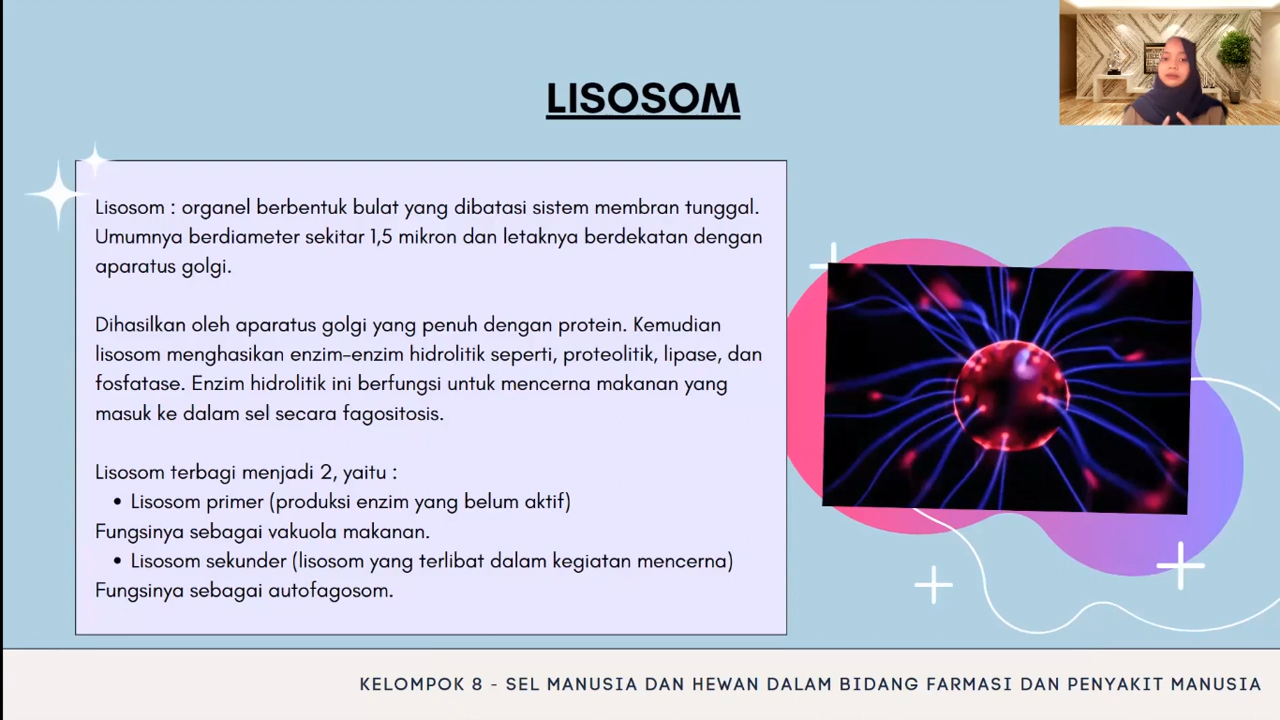 LISOSOM
Lisosom : organel berbentuk bulat yang dibatasi sistem membran tunggal.
Umumnya berdiameter sekitar 1,5 mikron dan letaknya berdekatan dengan
aparatus golgi.
Dihasilkan oleh aparatus golgi yang penuh dengan protein. Kemudian
lisosom menghasikan enzim-enzim hidrolitik seperti, proteolitik, lipase, dan
fosfatase. Enzim hidrolitik ini berfungsi untuk mencerna makanan yang
masuk ke dalam sel secara fagositosis.
Lisosom terbagi menjadi 2, yaitu :
• Lisosom primer (produksi enzim yang belum aktif)
Fungsinya sebagai vakuola makanan.
• Lisosom sekunder (lisosom yang terlibat dalam kegiatan mencerna)
Fungsinya sebagai autofagosom.
KELOMPOK 8 - SEL MANUSIA DAN HEWAN DALAM BIDANG FARMASI DAN PENYAKIT MANUSIA